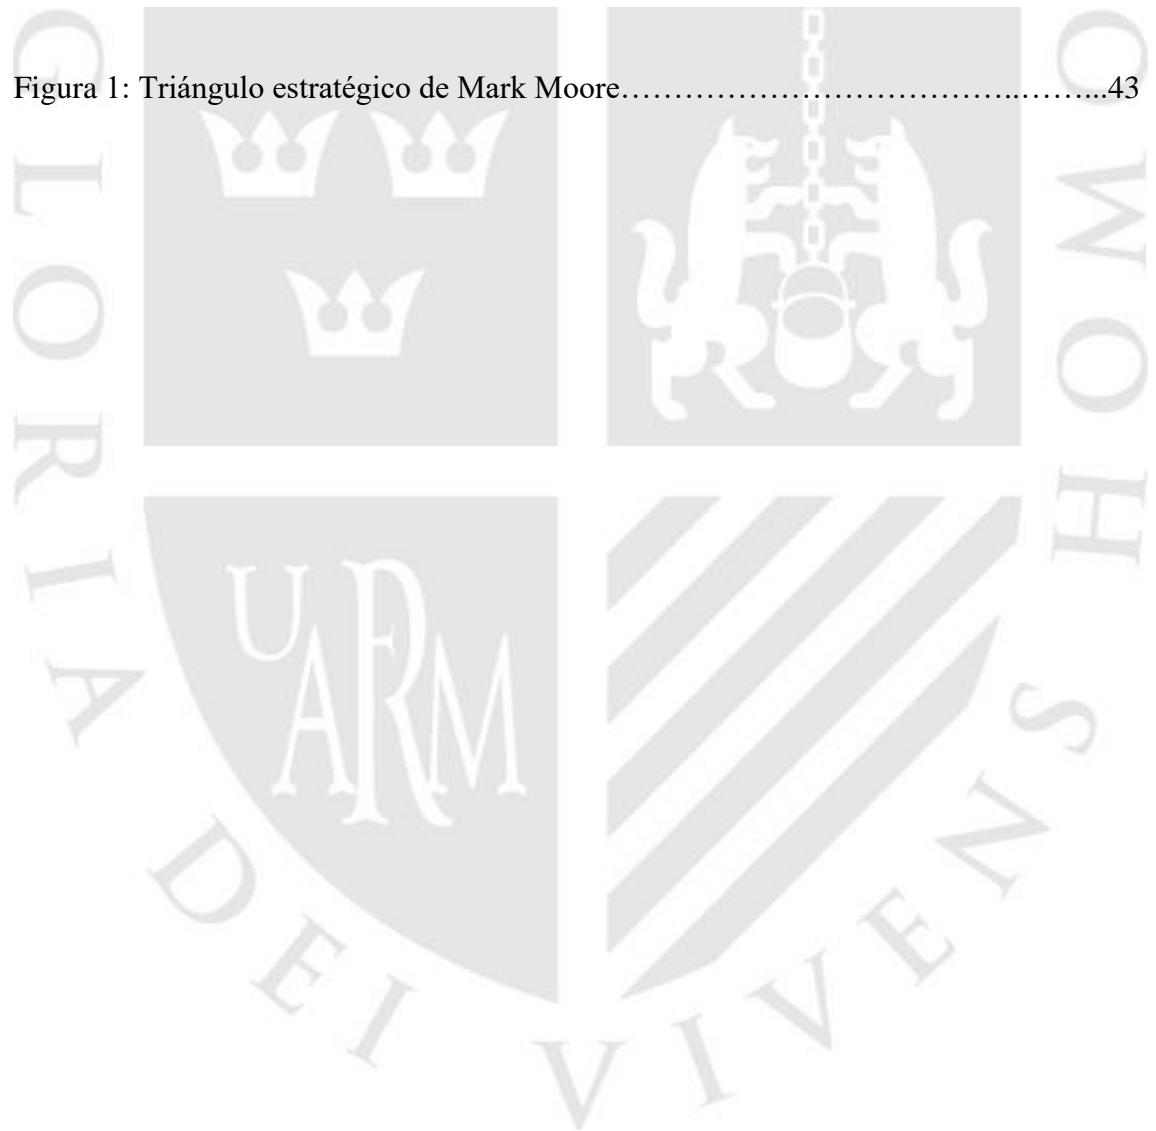 Figura 1: Triángulo estratégico de Mark Moore………………………………..……...43
GLORIA DEI VIVENS HOMO
UARM